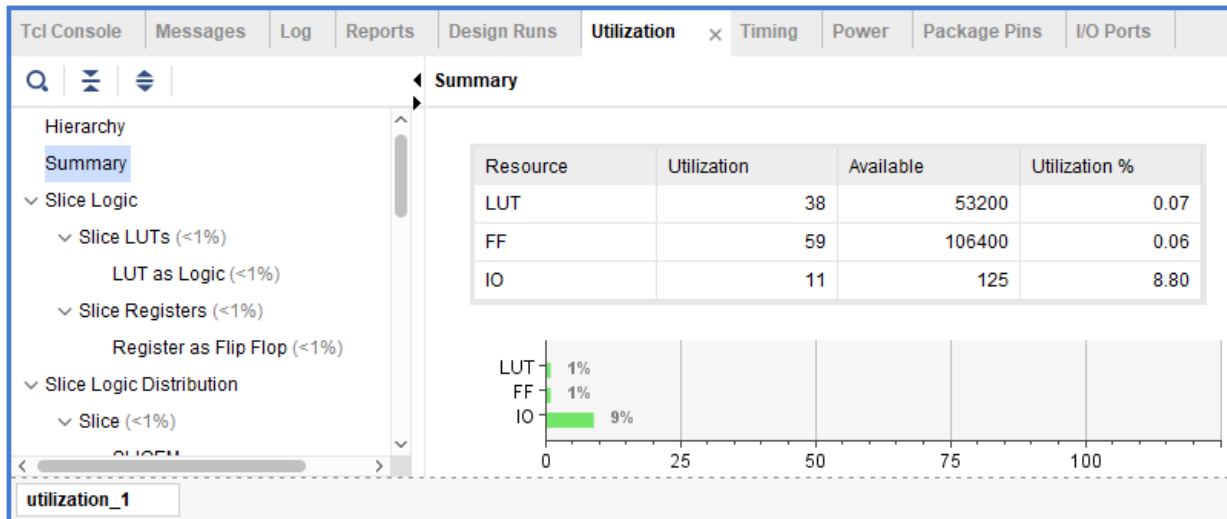 Tcl Console Messages Log Reports Design Runs Utilization × Timing Power Package Pins I/O Ports
Summary
Hierarchy
Summary
Slice Logic
Slice LUTs (<1%)
LUT as Logic (<1%)
Slice Registers (<1%)
Register as Flip Flop (<1%)
Slice Logic Distribution
Slice (<1%)
Resource Utilization Available Utilization %
LUT 38 53200 0.07
FF 59 106400 0.06
IO 11 125 8.80
LUT 1%
FF 1%
IO 9%
0 25 50 75 100
utilization_1